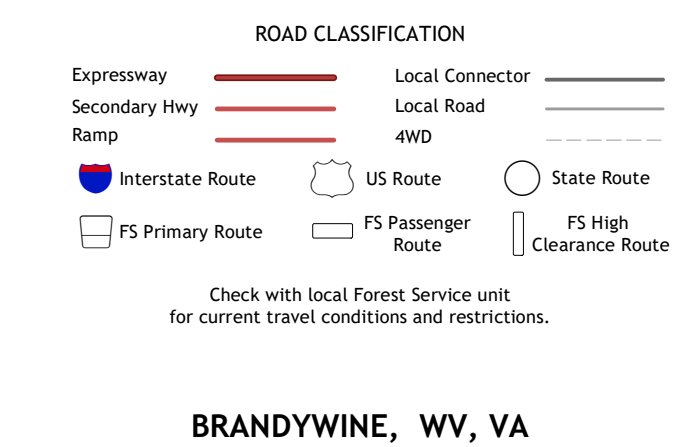 ROAD CLASSIFICATION
Expressway
Local Connector
Secondary Hwy
Local Road
Ramp
4WD
Interstate Route
US Route
State Route
FS Primary Route
FS Passenger
Route
FS High
Clearance Route
Check with local Forest Service unit
for current travel conditions and restrictions.
BRANDYWINE, WV, VA